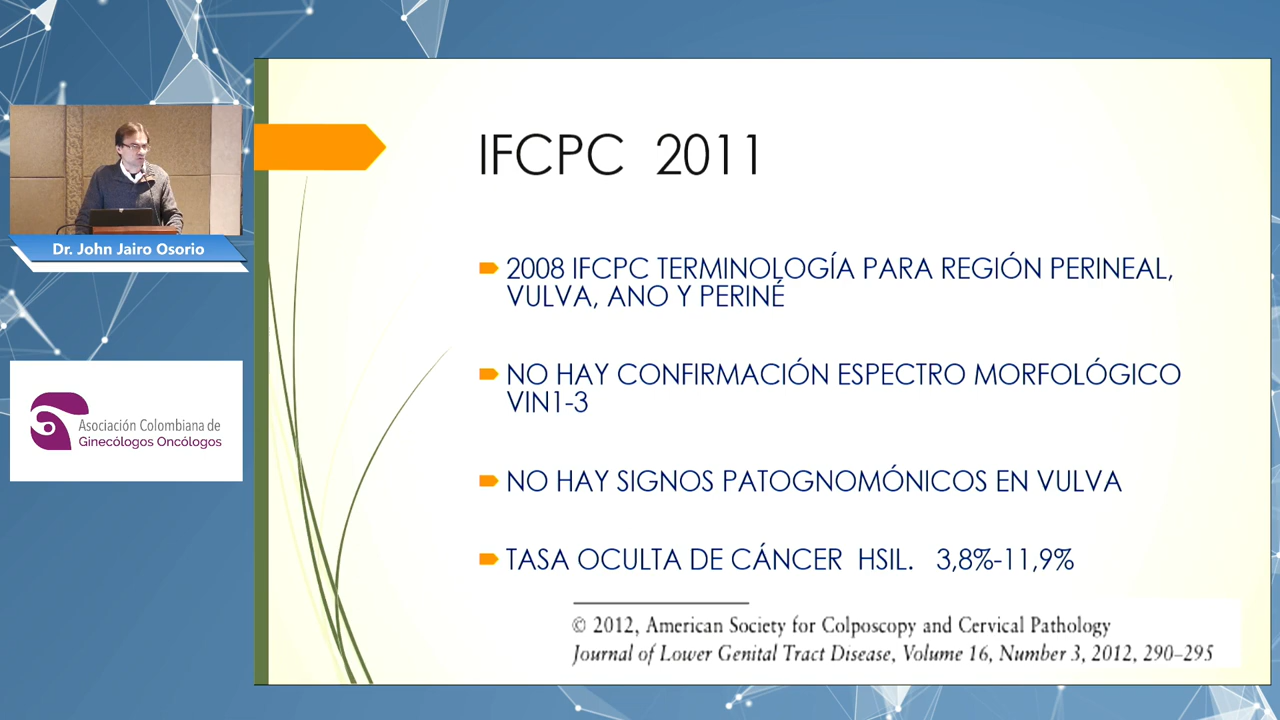 IFCPC 2011
Dr. John Jairo Osorio
2008 IFCPC TERMINOLOGÍA PARA REGIÓN PERINEAL,
VULVA, ANO Y PERINÉ
NO HAY CONFIRMACIÓN ESPECTRO MORFOLÓGICO
VIN1-3
Asociación Colombiana de
Ginecólogos Oncólogos
NO HAY SIGNOS PATOGNOMÓNICOS EN VULVA
TASA OCULTA DE CÁNCER HSIL. 3,8%-11,9%
© 2012, American Society for Colposcopy and Cervical Pathology
Journal of Lower Genital Tract Disease, Volume 16, Number 3, 2012, 290–295